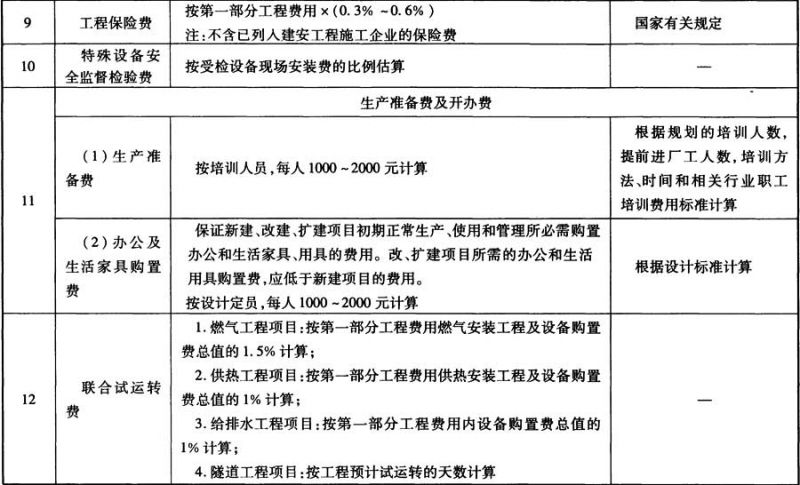 9
工程保险费
按第一部分工程费用×(0.3%~0.6%)
注:不含已列人建安工程施工企业的保险费
国家有关规定
10
特殊设备安
全监督检验费
按受检设备现场安装费的比例估算
—
11
生产准备费及开办费
(1)生产准
备费
按培训人员,每人1000~2000元计算
根据规划的培训人数,
提前进厂工人数,培训方
法、时间和相关行业职工
培训费用标准计算
(2)办公及
生活家具购置
费
保证新建、改建、扩建项目初期正常生产、使用和管理所必需购置
办公和生活家具、用具的费用。改、扩建项目所需的办公和生活
用具购置费,应低于新建项目的费用。
按设计定员,每人1000~2000元计算
根据设计标准计算
12
联合试运转
费
1.燃气工程项目:按第一部分工程费用燃气安装工程及设备购置
费总值的1.5%计算;
2.供热工程项目:按第一部分工程费用供热安装工程及设备购置
费总值的1%计算;
3.给排水工程项目:按第一部分工程费用内设备购置费总值的
1%计算;
4.隧道工程项目:按工程预计试运转的天数计算
—